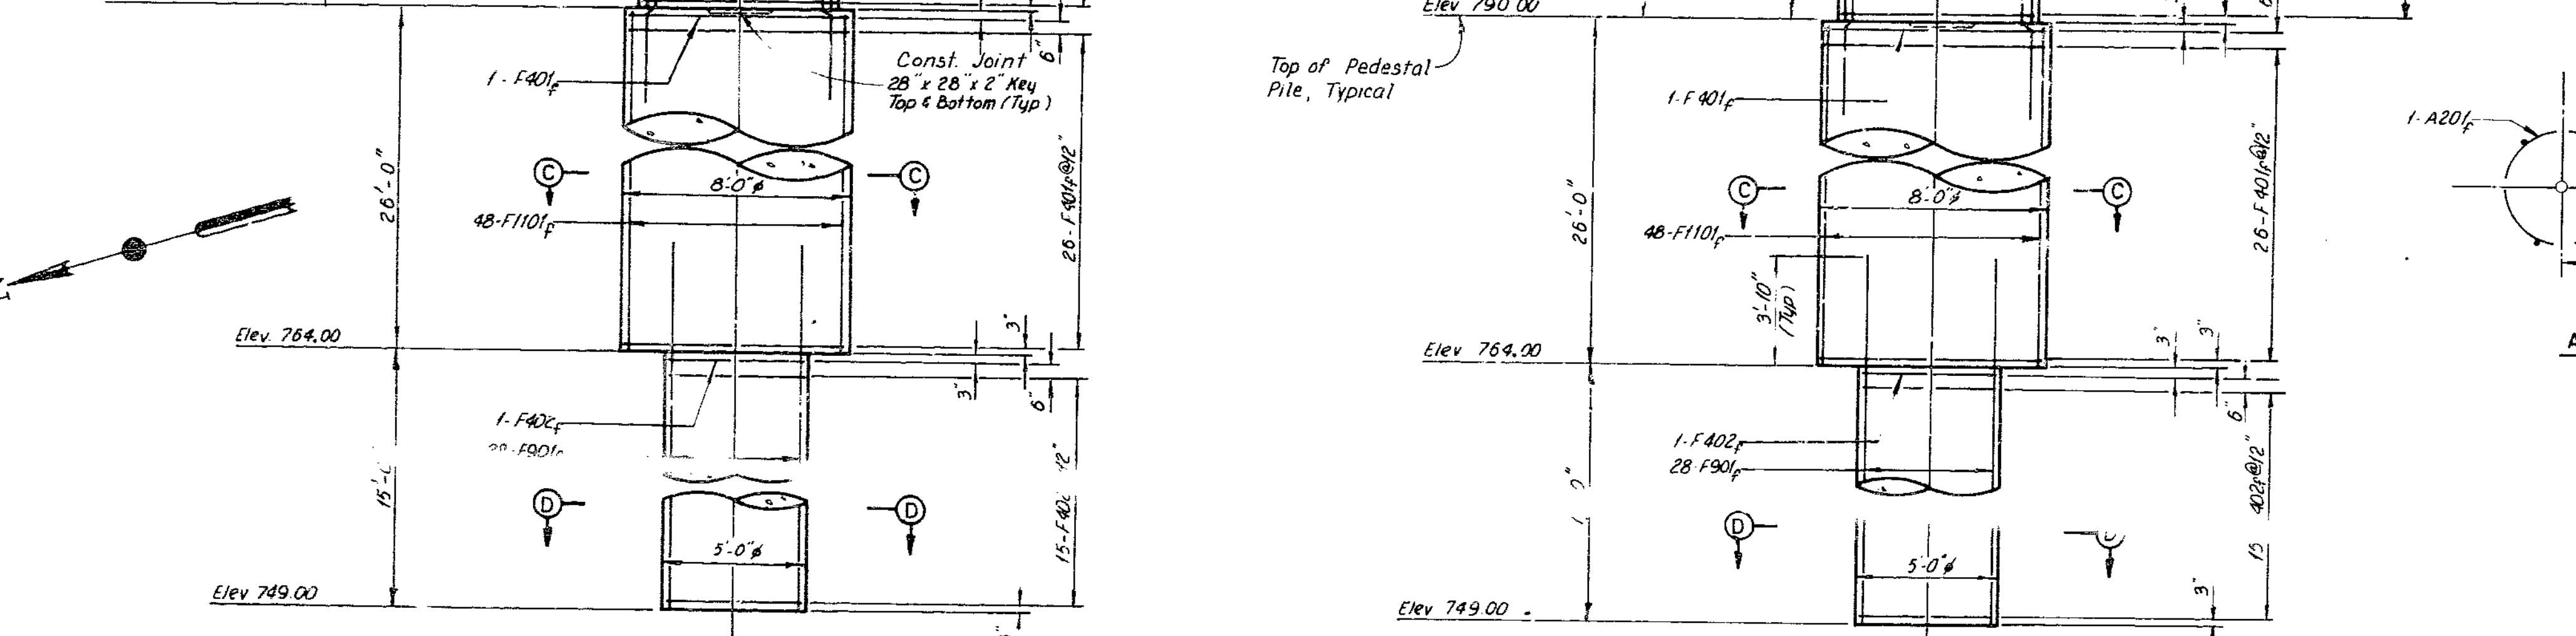 6"
1-F401f
Const. Joint
28" x 28" x 2" Key
Top & Bottom (Typ)
26'-0"
C
C
8'-0"ø
48-F1101f
26-F401f@12"
Elev. 764.00
3"
3"
6"
1-F402f
15'-
D
D
5'-0"ø
Elev 749.00
Elev 790.00
Top of Pedestal
Pile, Typical
1-F401f
26'-0"
C
C
8'-0"ø
48-F1101f
3'-10"
(Typ)
26-F401f@12"
Elev 764.00
3"
3"
6"
1-F402f
28-F901f
15 402f@12"
D
5'-0"ø
3"
Elev 749.00
1-A201f